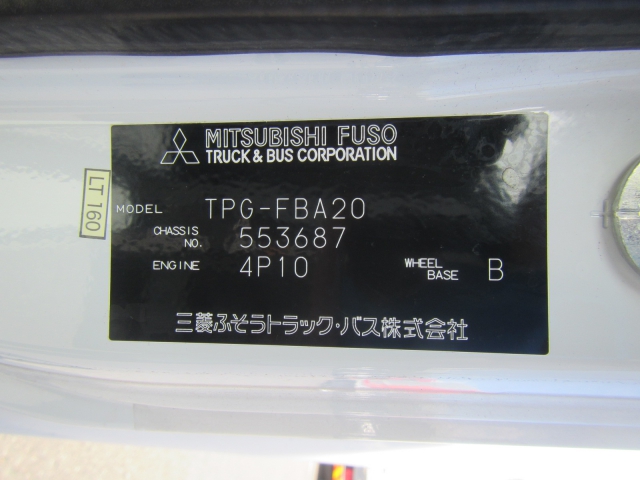 MITSUBISHI FUSO
TRUCK & BUS CORPORATION
LT160
MODEL TPG-FBA20
CHASSIS NO. 553687
ENGINE 4P10 WHEEL BASE B
三菱ふそうトラック・バス株式会社